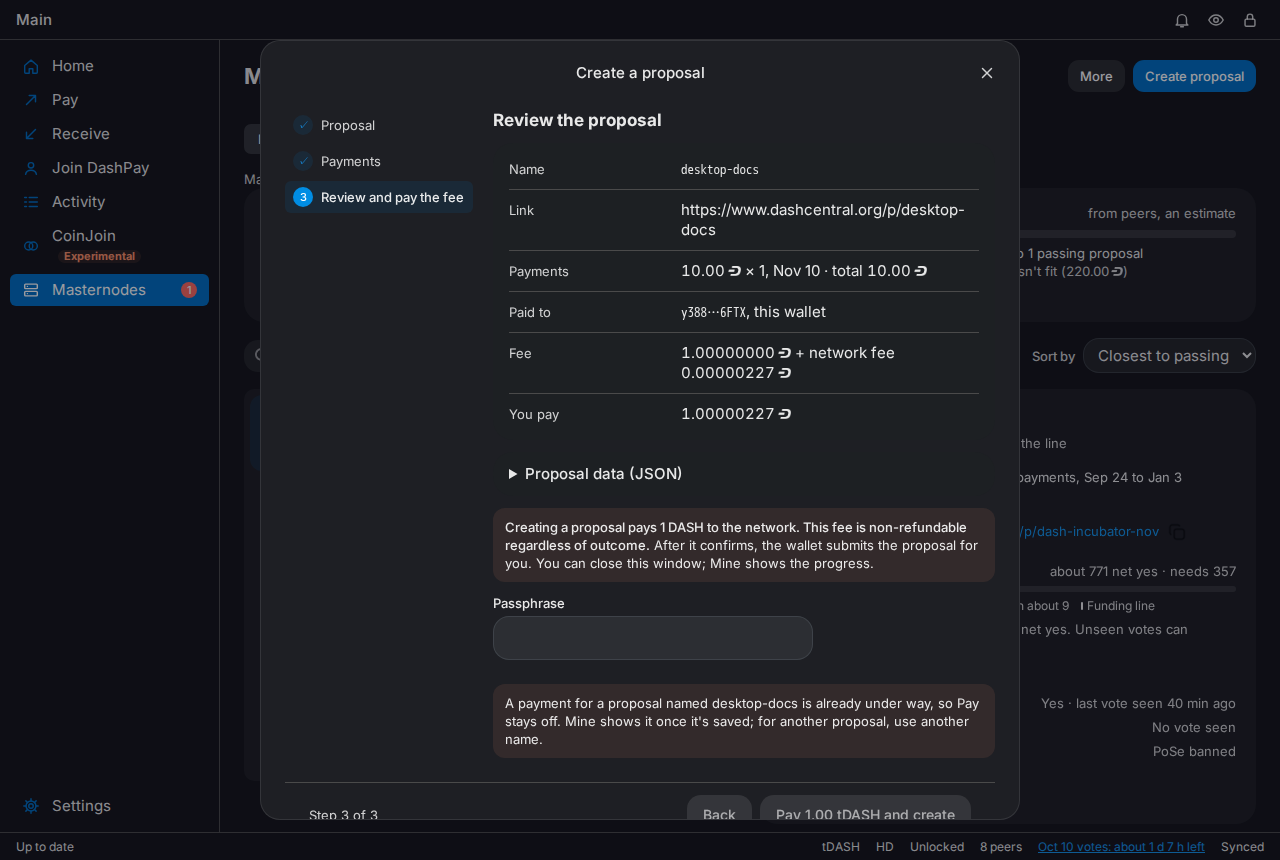 Main
Home
Pay
Receive
Join DashPay
Activity
CoinJoin
Experimental
Masternodes 1
Settings
More
Create proposal
from peers, an estimate
1 passing proposal
Sort by
Closest to passing
the line
payments, Sep 24 to Jan 3
/p/dash-incubator-nov
about 771 net yes · needs 357
about 9 Funding line
net yes. Unseen votes can
Yes · last vote seen 40 min ago
No vote seen
PoSe banned
Create a proposal
✓ Proposal
✓ Payments
3 Review and pay the fee
Review the proposal
Name desktop-docs
Link https://www.dashcentral.org/p/desktop-
docs
Payments 10.00 × 1, Nov 10 · total 10.00
Paid to y388···6FTX, this wallet
Fee 1.00000000 + network fee
0.00000227
You pay 1.00000227
Proposal data (JSON)
Creating a proposal pays 1 DASH to the network. This fee is non-refundable
regardless of outcome. After it confirms, the wallet submits the proposal for
you. You can close this window; Mine shows the progress.
Passphrase
A payment for a proposal named desktop-docs is already under way, so Pay
stays off. Mine shows it once it's saved; for another proposal, use another
name.
Step 3 of 3
Back
Pay 1.00 tDASH and create
Up to date
tDASH HD Unlocked 8 peers Oct 10 votes: about 1 d 7 h left Synced